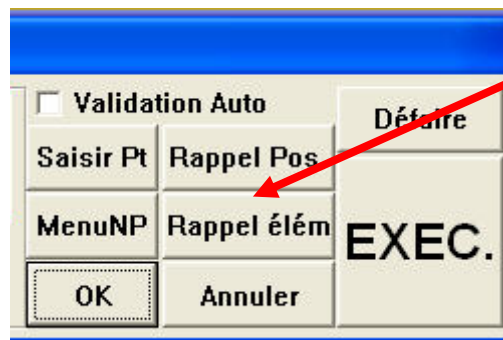 Validation Auto
Défaire
Saisir Pt
Rappel Pos
MenuNP
Rappel élém
EXEC.
OK
Annuler